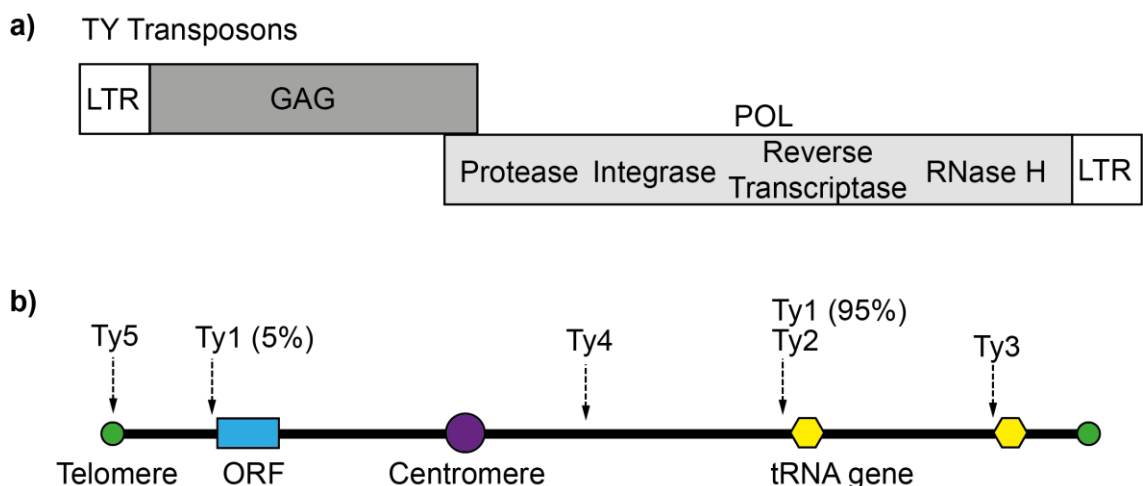 a) TY Transposons
LTR GAG
POL
Protease Integrase Reverse Transcriptase RNase H LTR
b)
Ty5 Ty1 (5%) Ty4 Ty1 (95%)
Ty2 Ty3
Telomere ORF Centromere tRNA gene